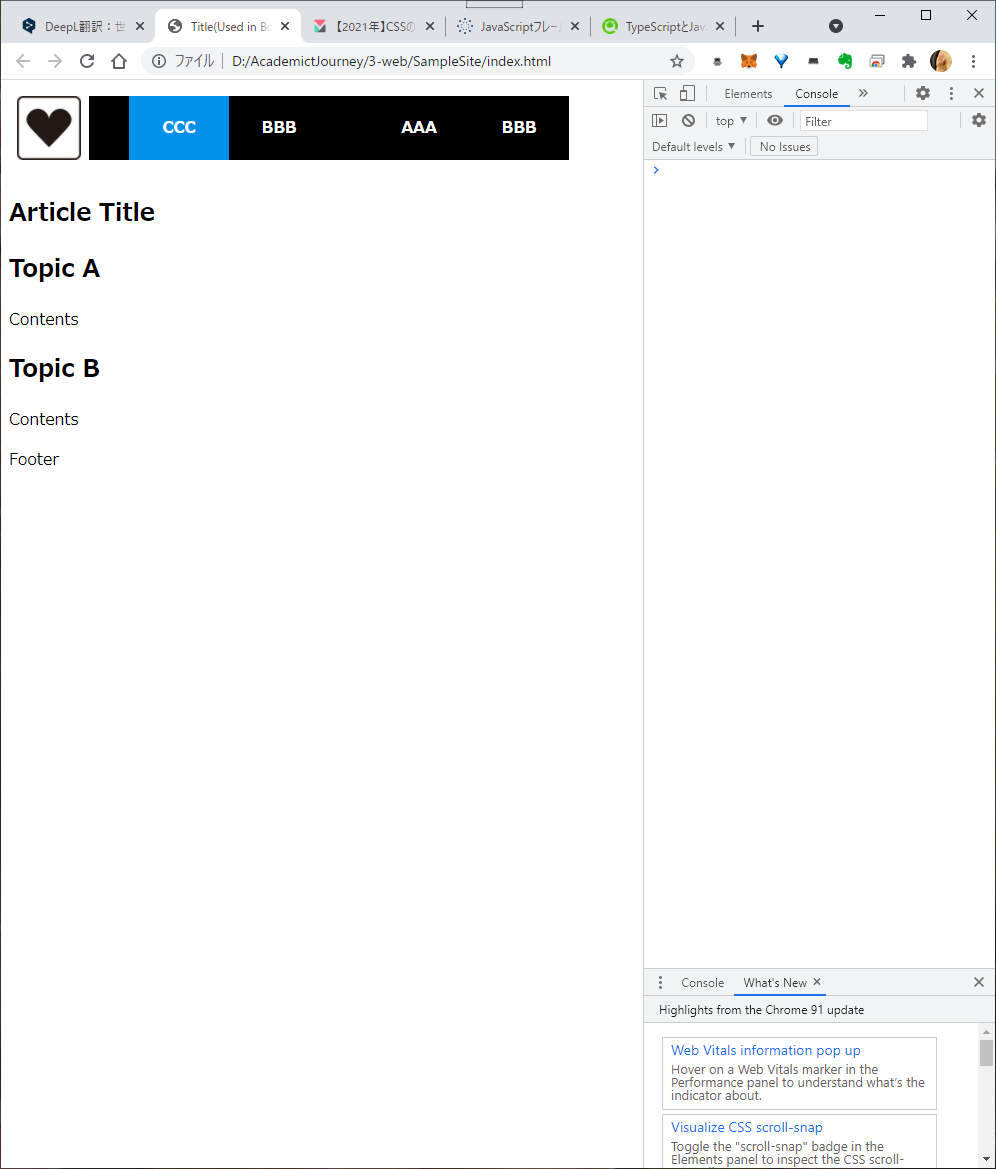 DeepL翻訳：世
Title(Used in Bo
【2021年】CSSの
JavaScriptフレー
TypeScriptとJav
ファイル
D:/AcademictJourney/3-web/SampleSite/index.html
CCC
BBB
AAA
BBB
Article Title
Topic A
Contents
Topic B
Contents
Footer
Elements
Console
top
Filter
Default levels
No Issues
Console
What's New
Highlights from the Chrome 91 update
Web Vitals information pop up
Hover on a Web Vitals marker in the
Performance panel to understand what's the
indicator about.
Visualize CSS scroll-snap
Toggle the "scroll-snap" badge in the
Elements panel to inspect the CSS scroll-